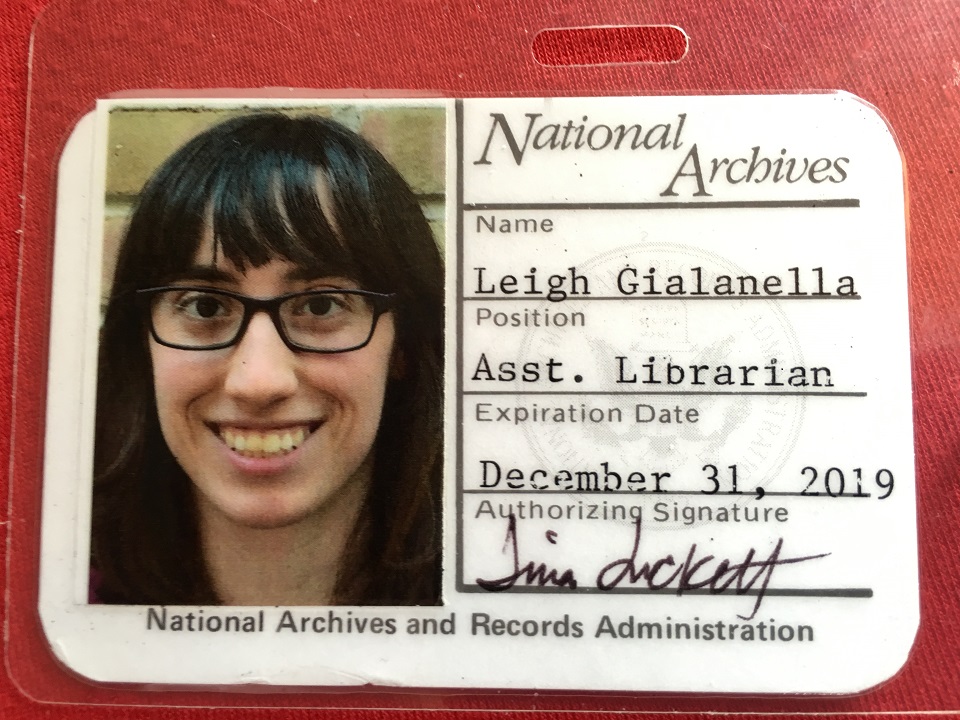 National
Archives
Name
Leigh Gialanella
Position
Asst. Librarian
Expiration Date
December 31, 2019
Authorizing Signature
Tina Luckett
National Archives and Records Administration